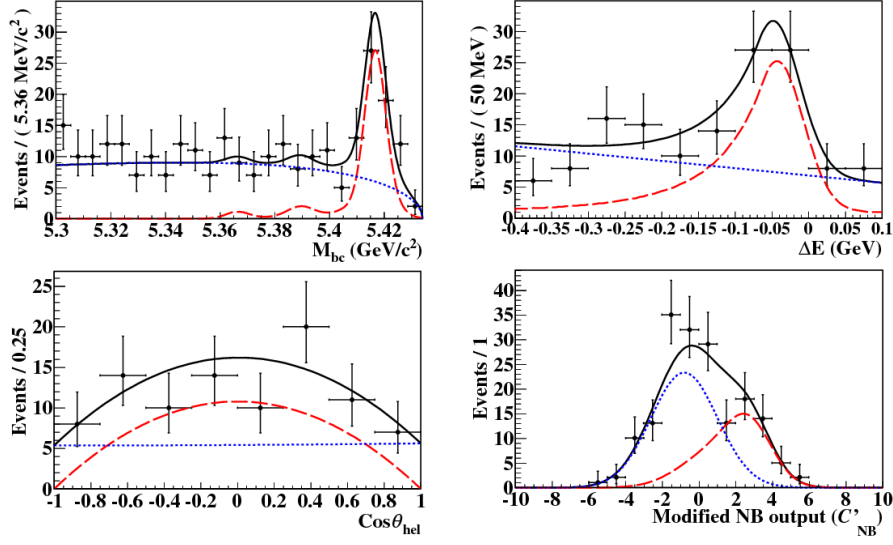 Events / ( 5.36 MeV/c²)
30
25
20
15
10
5
0
5.3 5.32 5.34 5.36 5.38 5.4 5.42
M_bc (GeV/c²)
Events / (50 MeV)
30
25
20
15
10
5
0
-0.4 -0.35 -0.3 -0.25 -0.2 -0.15 -0.1 -0.05 0 0.05 0.1
ΔE (GeV)
Events / 0.25
25
20
15
10
5
0
-1 -0.8 -0.6 -0.4 -0.2 0 0.2 0.4 0.6 0.8 1
Cosθ_hel
Events / 1
40
35
30
25
20
15
10
5
0
-10 -8 -6 -4 -2 0 2 4 6 8 10
Modified NB output (C'_NB)